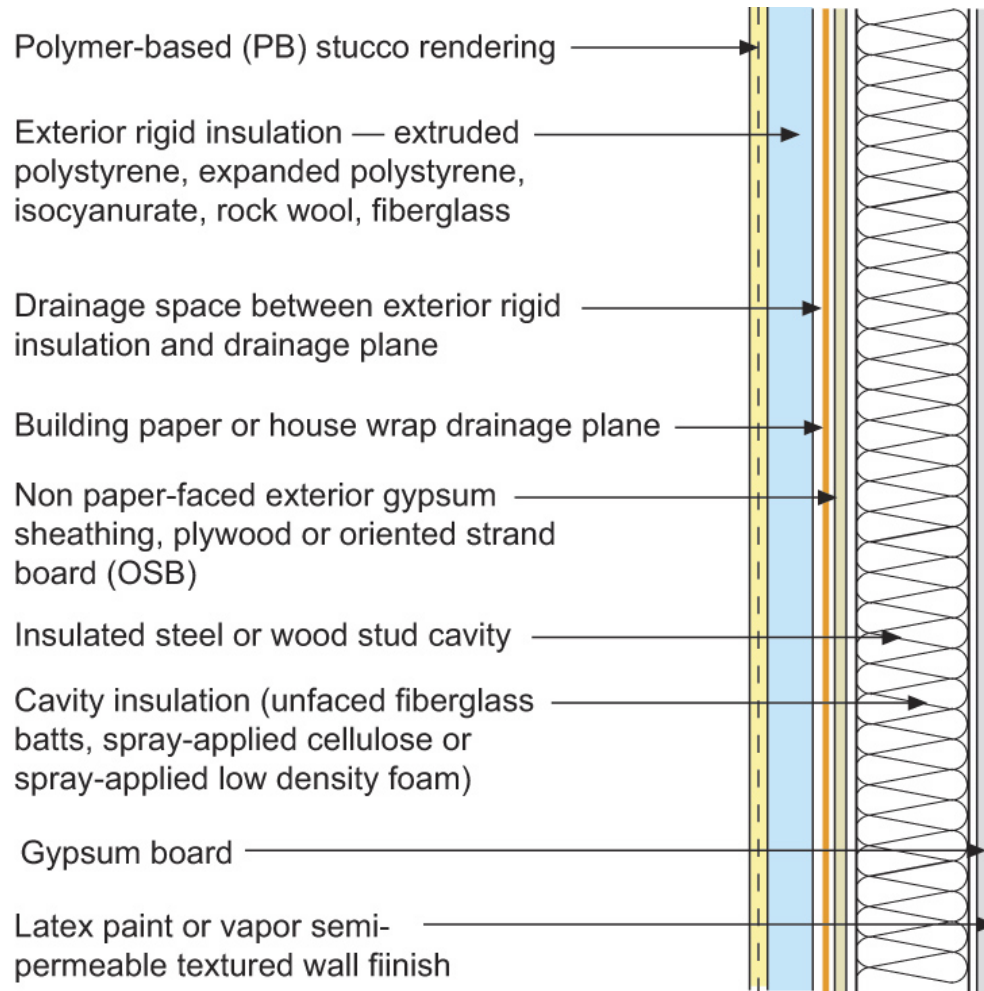 Polymer-based (PB) stucco rendering
Exterior rigid insulation — extruded
polystyrene, expanded polystyrene,
isocyanurate, rock wool, fiberglass
Drainage space between exterior rigid
insulation and drainage plane
Building paper or house wrap drainage plane
Non paper-faced exterior gypsum
sheathing, plywood or oriented strand
board (OSB)
Insulated steel or wood stud cavity
Cavity insulation (unfaced fiberglass
batts, spray-applied cellulose or
spray-applied low density foam)
Gypsum board
Latex paint or vapor semi-
permeable textured wall fiinish